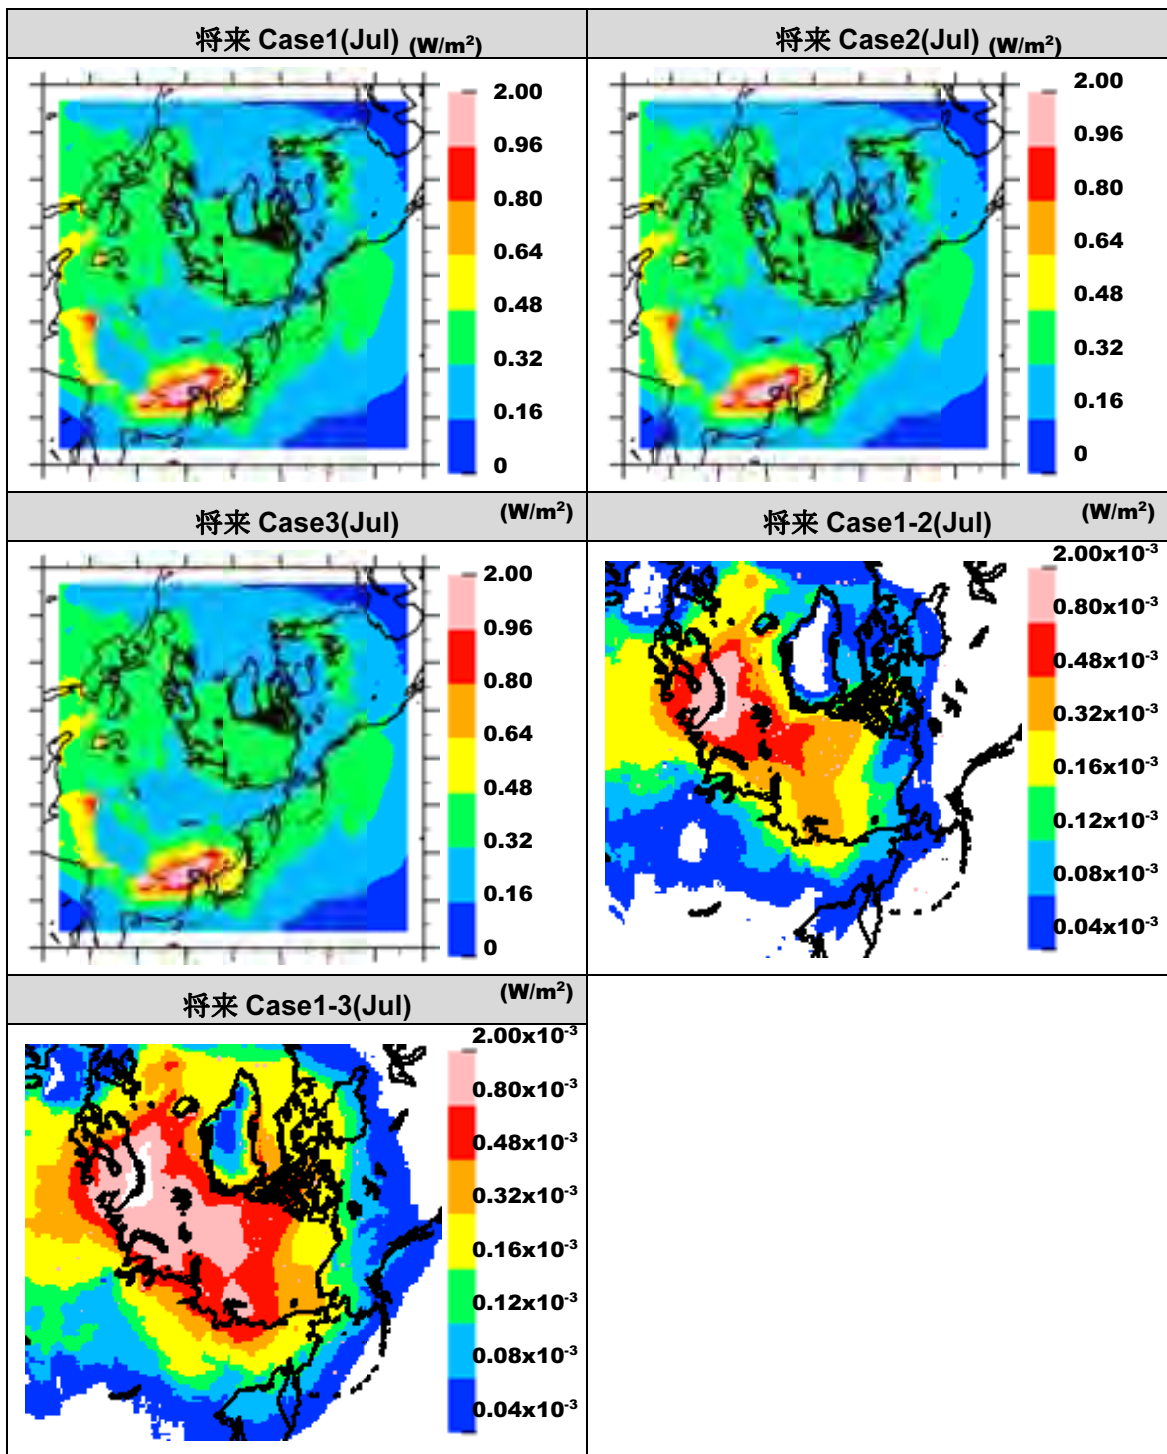 将来 Case1(Jul) (W/m²)
2.00
0.96
0.80
0.64
0.48
0.32
0.16
0
将来 Case2(Jul) (W/m²)
2.00
0.96
0.80
0.64
0.48
0.32
0.16
0
将来 Case3(Jul) (W/m²)
2.00
0.96
0.80
0.64
0.48
0.32
0.16
0
将来 Case1-2(Jul) (W/m²)
2.00x10⁻³
0.80x10⁻³
0.48x10⁻³
0.32x10⁻³
0.16x10⁻³
0.12x10⁻³
0.08x10⁻³
0.04x10⁻³
将来 Case1-3(Jul) (W/m²)
2.00x10⁻³
0.80x10⁻³
0.48x10⁻³
0.32x10⁻³
0.16x10⁻³
0.12x10⁻³
0.08x10⁻³
0.04x10⁻³